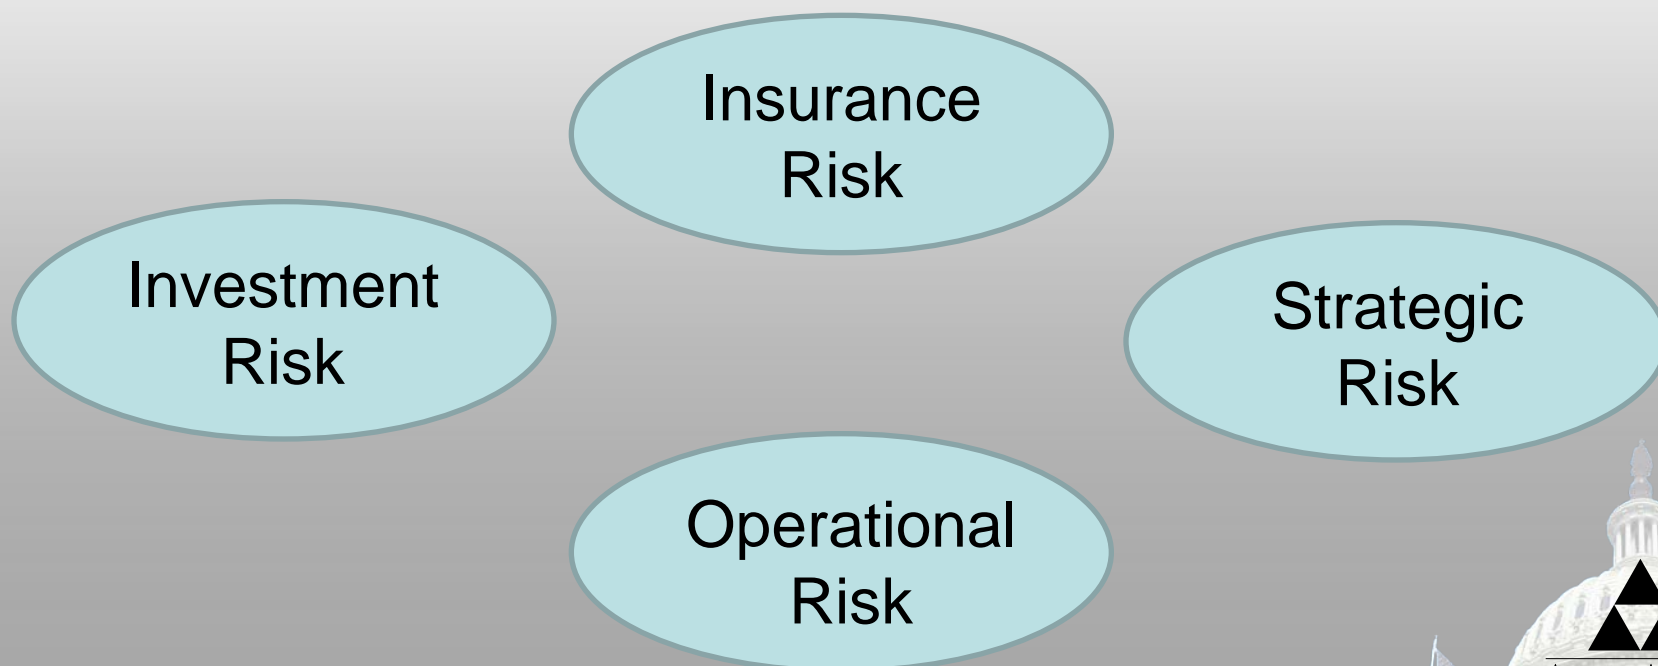 Insurance
Risk
Investment
Risk
Strategic
Risk
Operational
Risk